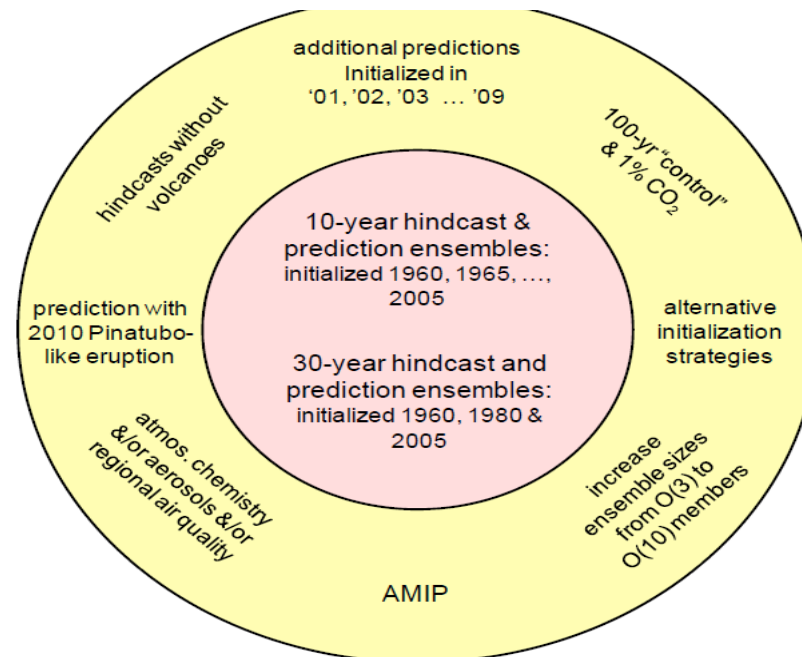 additional predictions
Initialized in
‘01, ’02, ’03 … ’09
hindcasts without
volcanoes
100-yr “control”
& 1% CO₂
10-year hindcast &
prediction ensembles:
initialized 1960, 1965, …,
2005
30-year hindcast and
prediction ensembles:
initialized 1960, 1980 &
2005
prediction with
2010 Pinatubo-
like eruption
alternative
initialization
strategies
atmos. chemistry
&/or aerosols &/or
regional air quality
increase
ensemble sizes
from O(3) to
O(10) members
AMIP